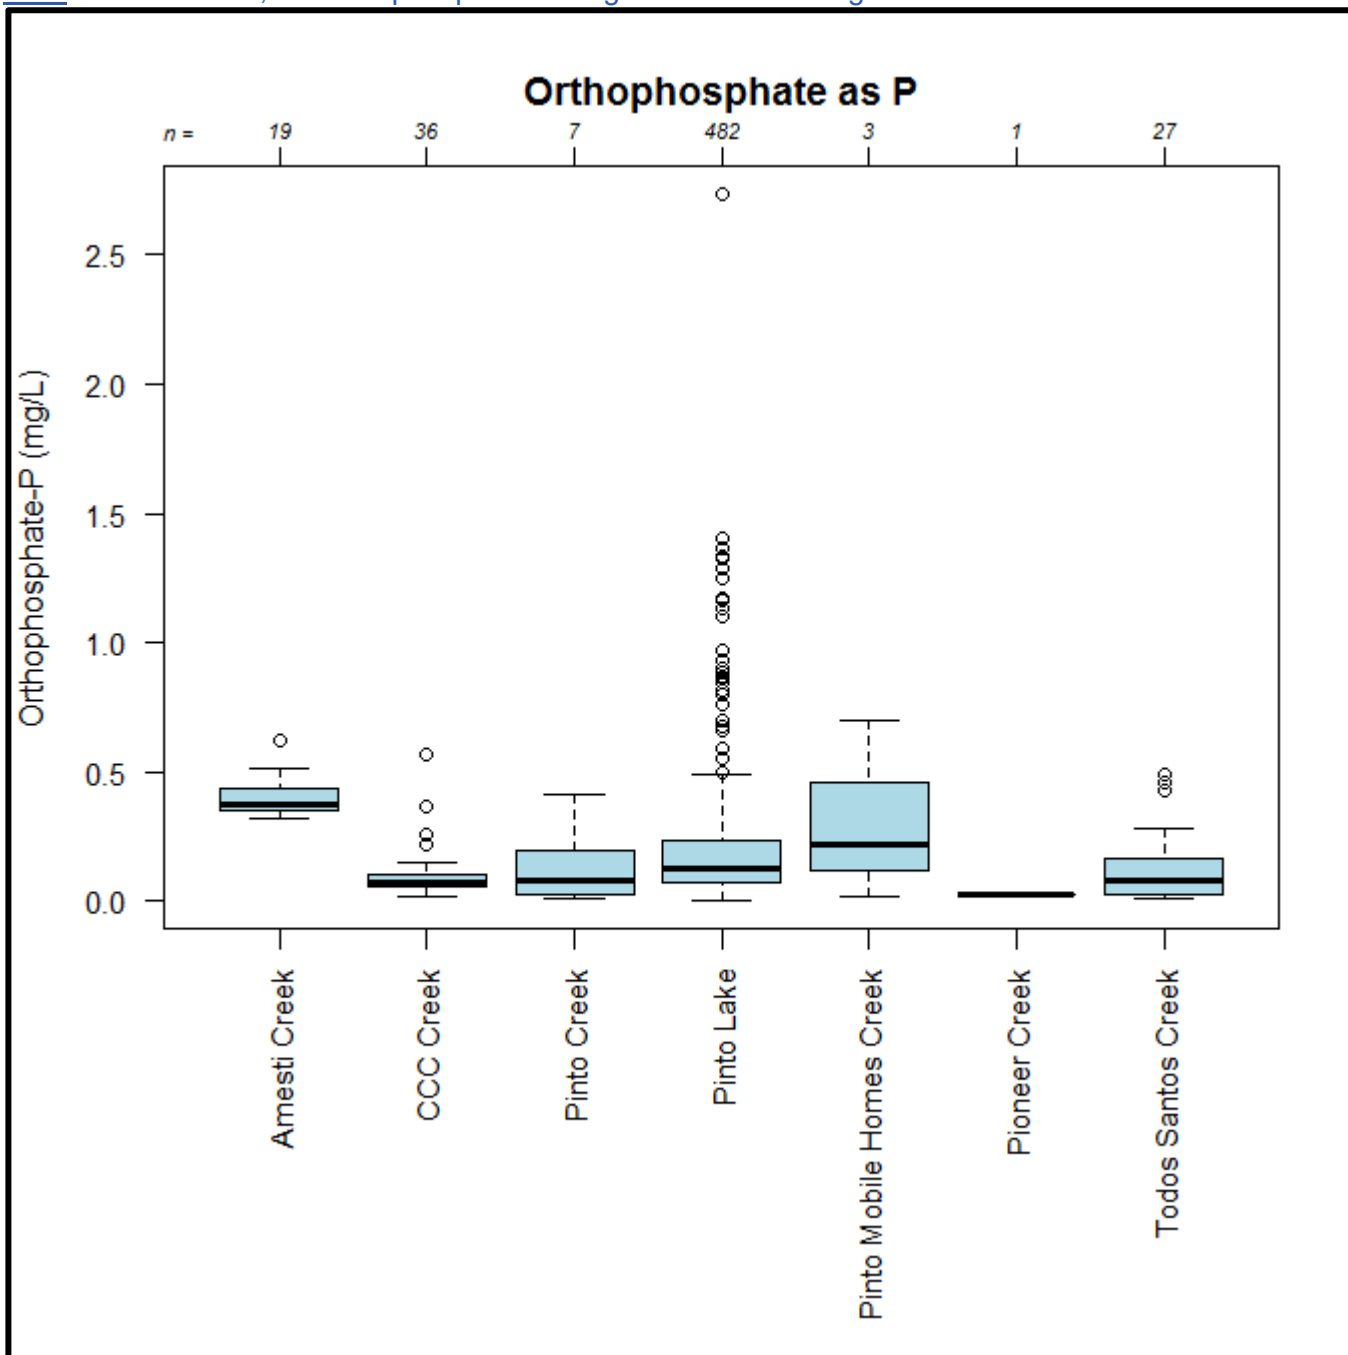 Orthophosphate as P
n = 19 36 7 482 3 1 27
Orthophosphate-P (mg/L)
2.5
2.0
1.5
1.0
0.5
0.0
Amesti Creek
CCC Creek
Pinto Creek
Pinto Lake
Pinto Mobile Homes Creek
Pioneer Creek
Todos Santos Creek